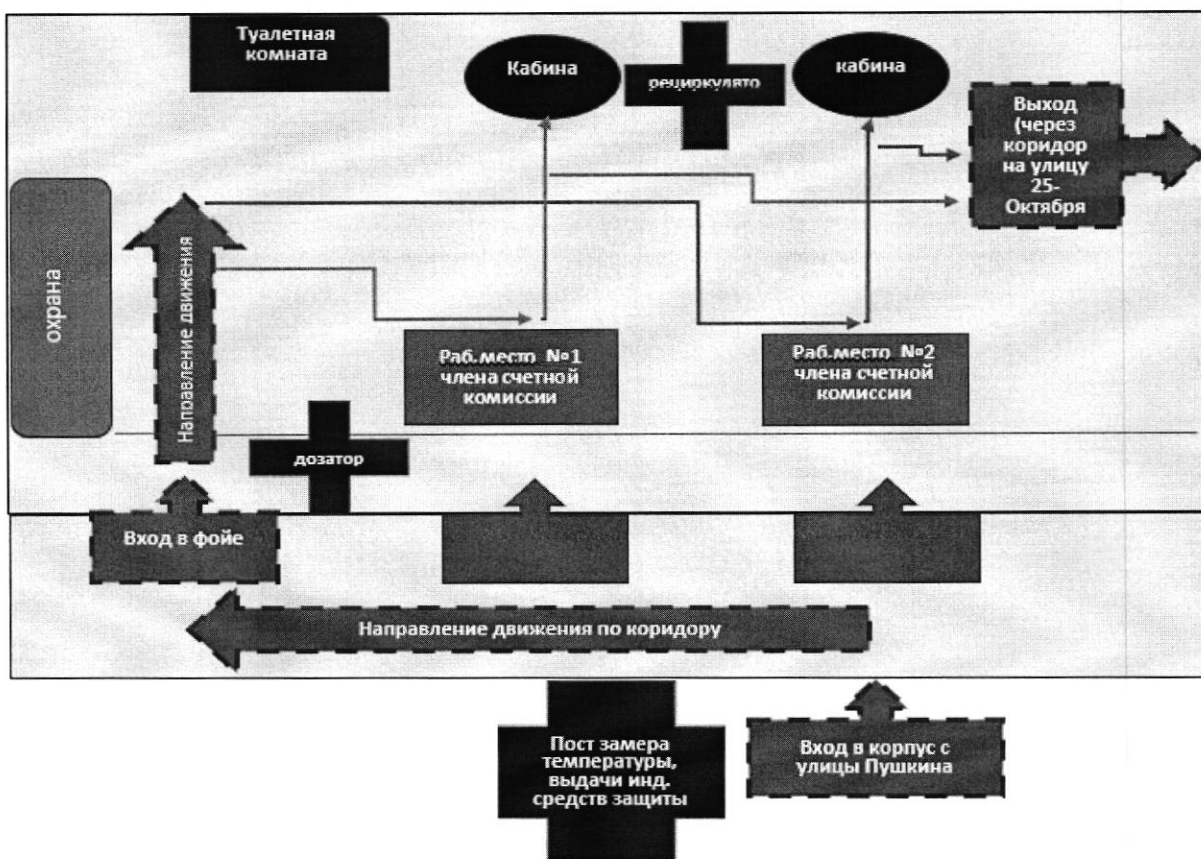 Туалетная
комната
Кабина
рециркулято
кабина
Выход
(через
коридор
на улицу
25-
Октября
охрана
Направление движения
Раб.место №1
члена счетной
комиссии
Раб.место №2
члена счетной
комиссии
дозатор
Вход в фойе
Направление движения по коридору
Пост замера
температуры,
выдачи инд.
средств защиты
Вход в корпус с
улицы Пушкина